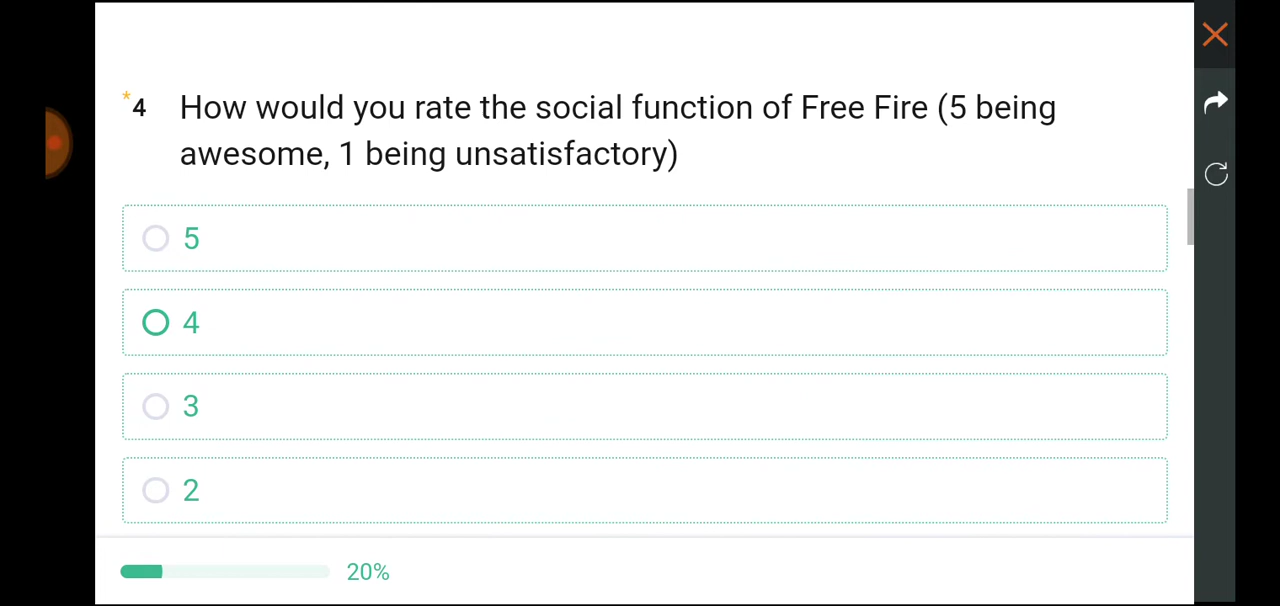 *4 How would you rate the social function of Free Fire (5 being
awesome, 1 being unsatisfactory)
5
4
3
2
20%